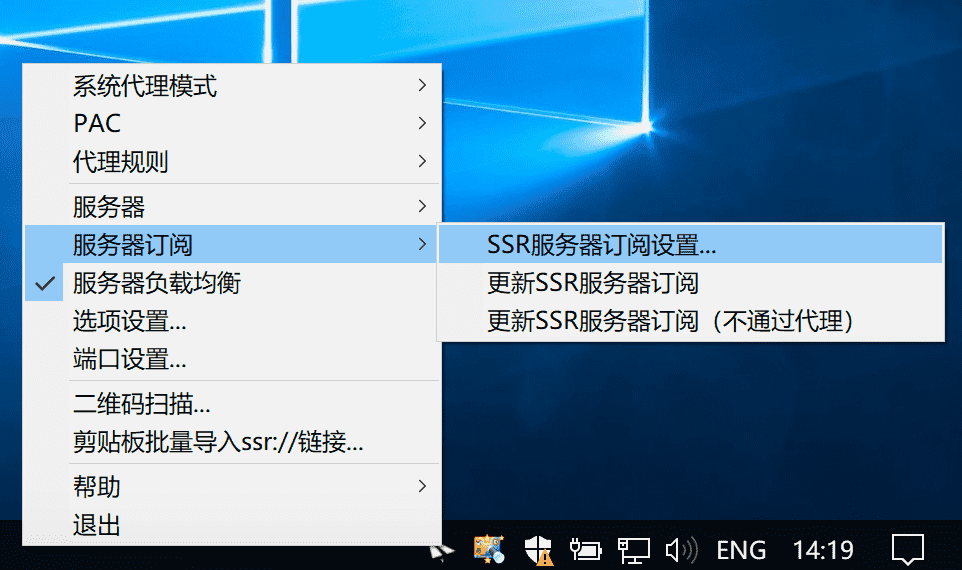 系统代理模式
PAC
代理规则
服务器
服务器订阅
SSR服务器订阅设置...
服务器负载均衡
更新SSR服务器订阅
选项设置...
更新SSR服务器订阅（不通过代理）
端口设置...
二维码扫描...
剪贴板批量导入ssr://链接...
帮助
退出
ENG 14:19